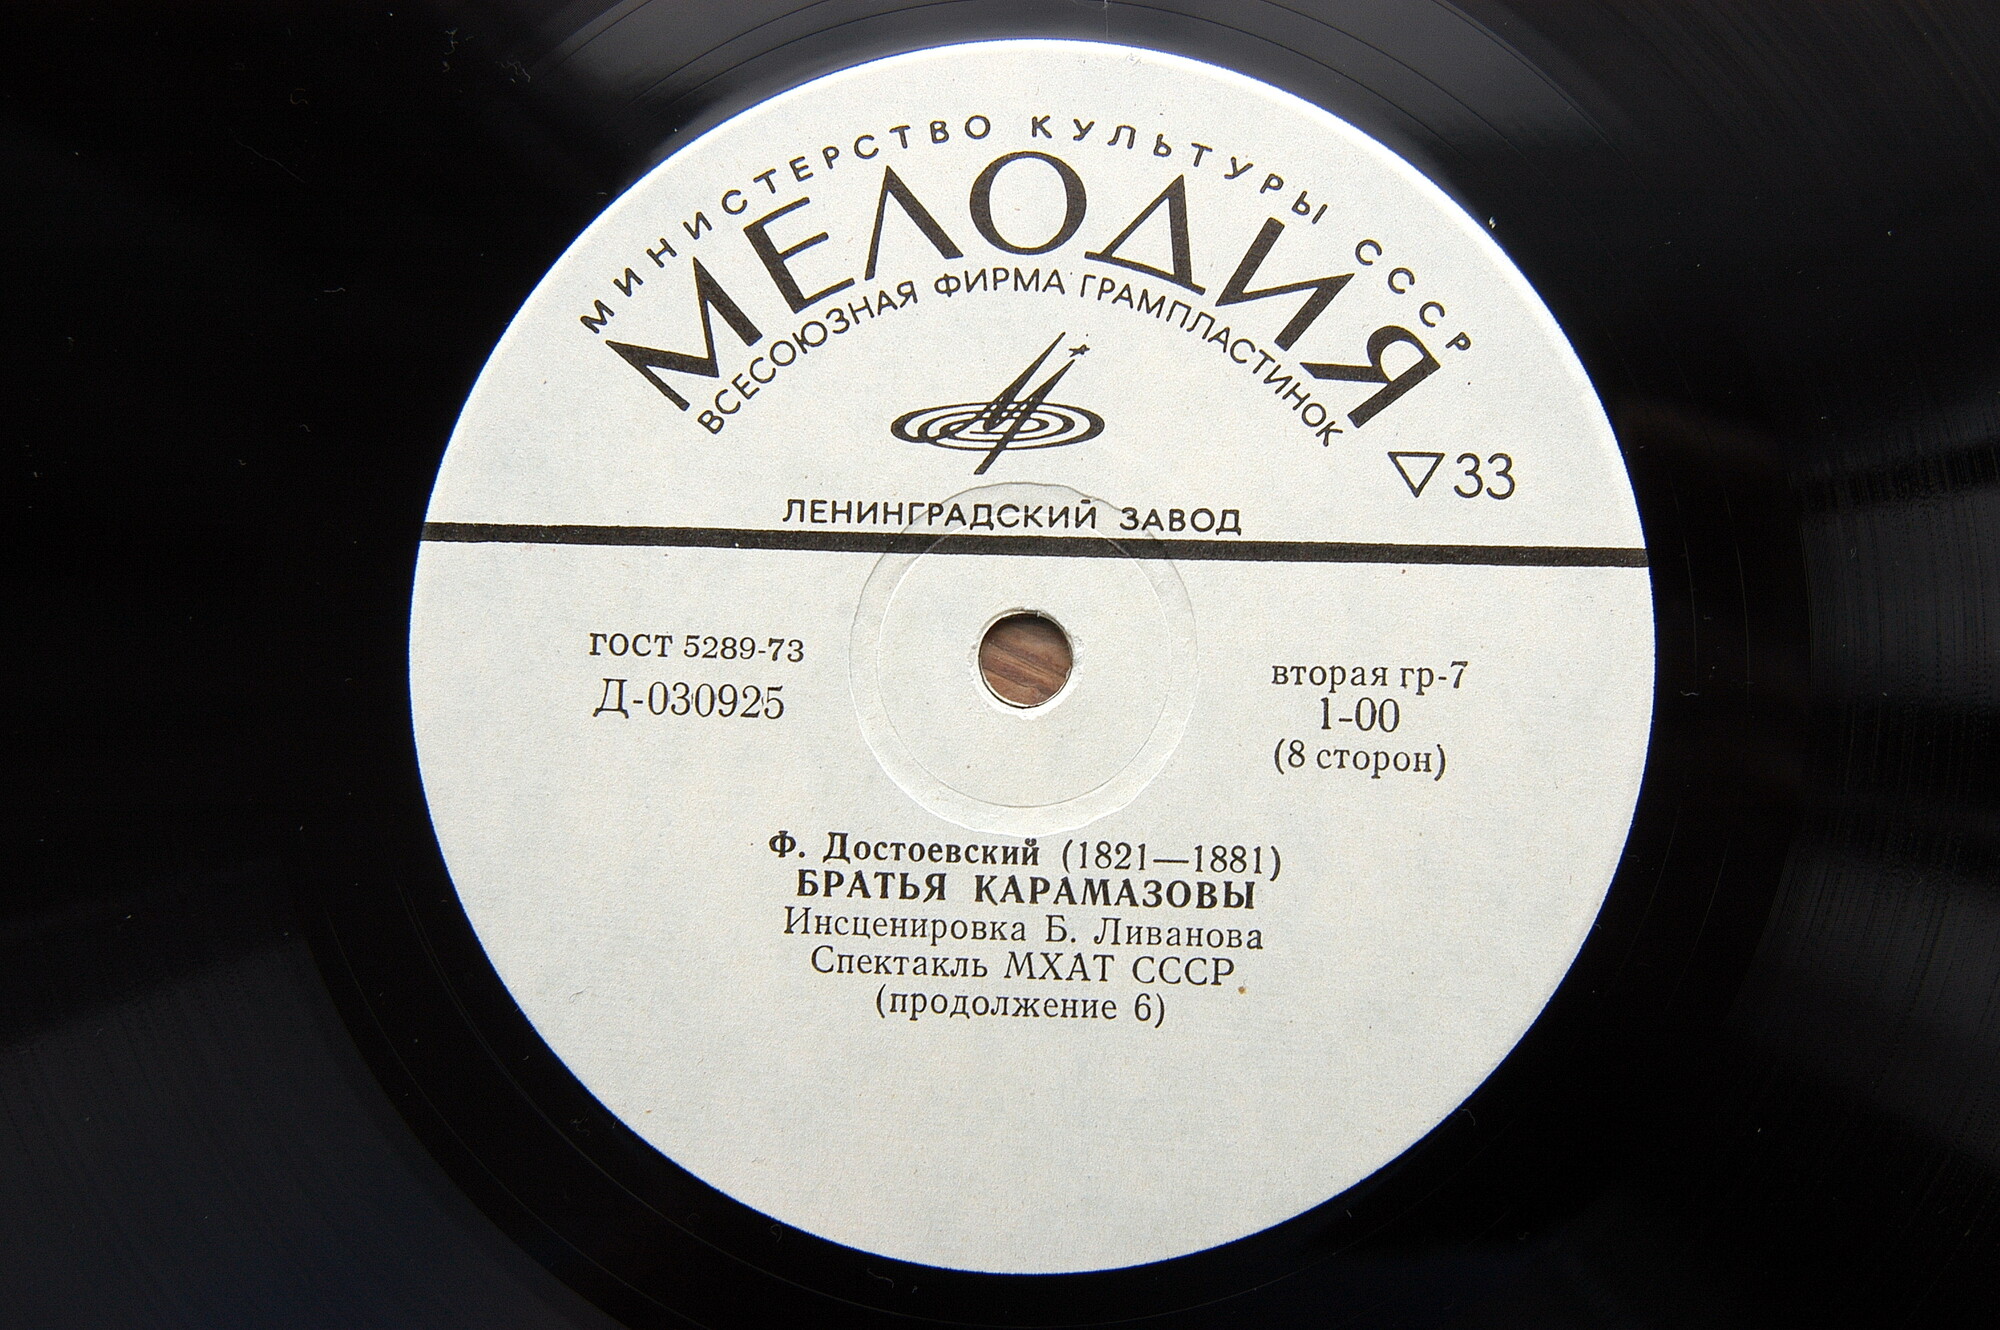 МИНИСТЕРСТВО КУЛЬТУРЫ СССР
МЕЛОДИЯ
ВСЕСОЮЗНАЯ ФИРМА ГРАМПЛАСТИНОК
▽33
ЛЕНИНГРАДСКИЙ ЗАВОД
ГОСТ 5289-73
Д-030925
вторая гр-7
1-00
(8 сторон)
Ф. Достоевский (1821—1881)
БРАТЬЯ КАРАМАЗОВЫ
Инсценировка Б. Ливанова
Спектакль МХАТ СССР
(продолжение 6)